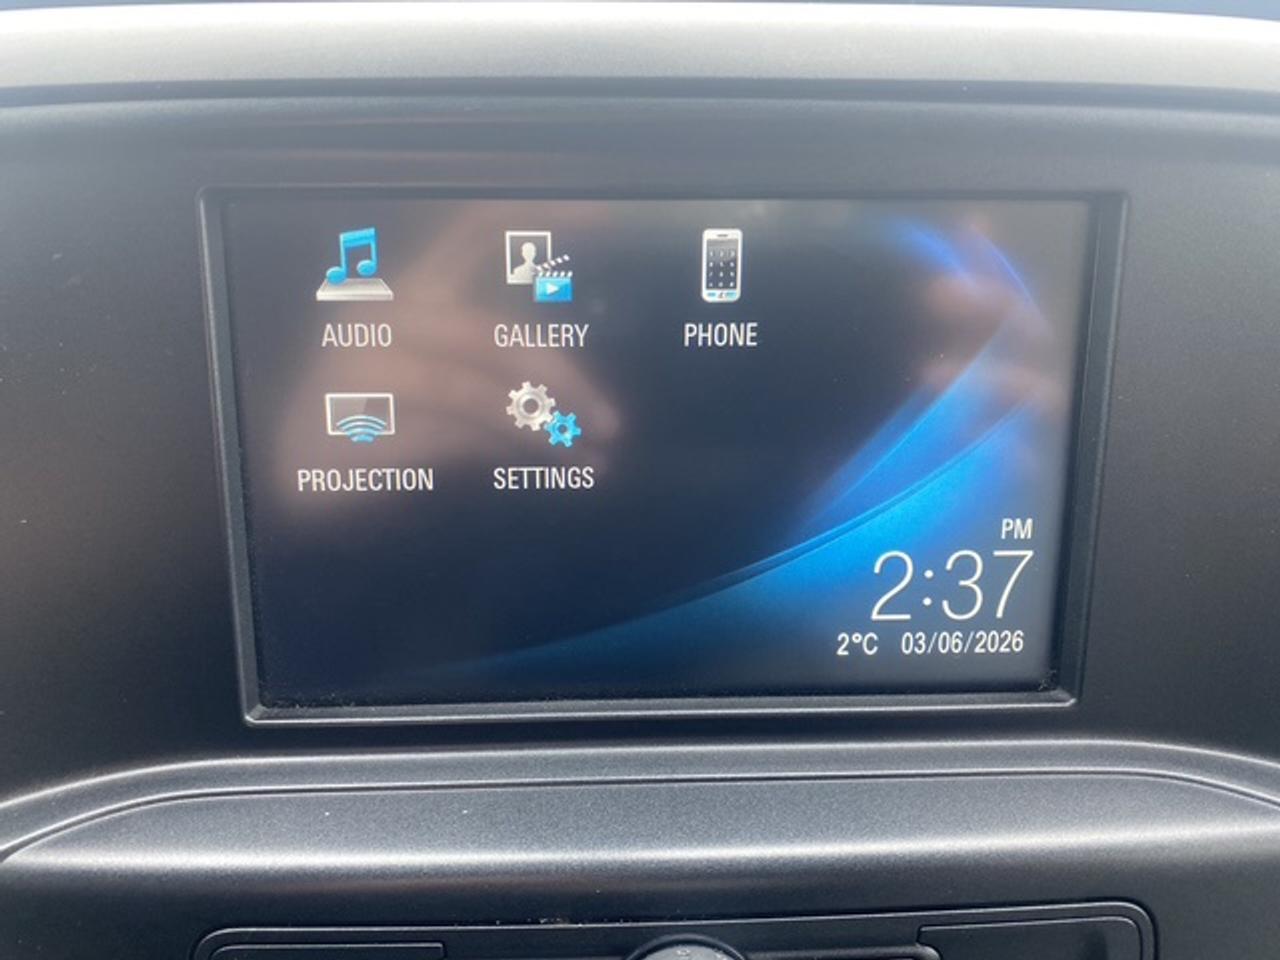 AUDIO
GALLERY
PHONE
PROJECTION
SETTINGS
PM
2:37
2°C 03/06/2026